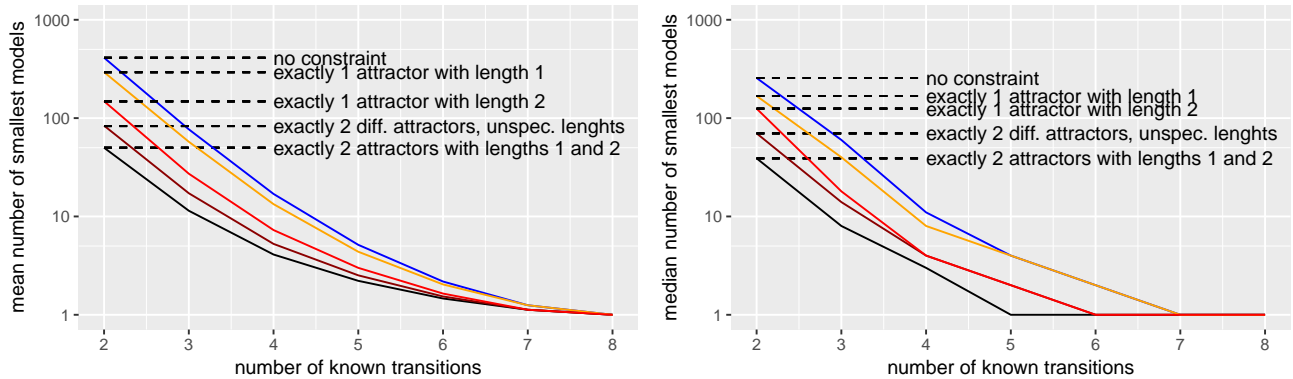 mean number of smallest models
1000
100
10
1
no constraint
exactly 1 attractor with length 1
exactly 1 attractor with length 2
exactly 2 diff. attractors, unspec. lenghts
exactly 2 attractors with lengths 1 and 2
2 3 4 5 6 7 8
number of known transitions
median number of smallest models
1000
100
10
1
no constraint
exactly 1 attractor with length 1
exactly 1 attractor with length 2
exactly 2 diff. attractors, unspec. lenghts
exactly 2 attractors with lengths 1 and 2
2 3 4 5 6 7 8
number of known transitions